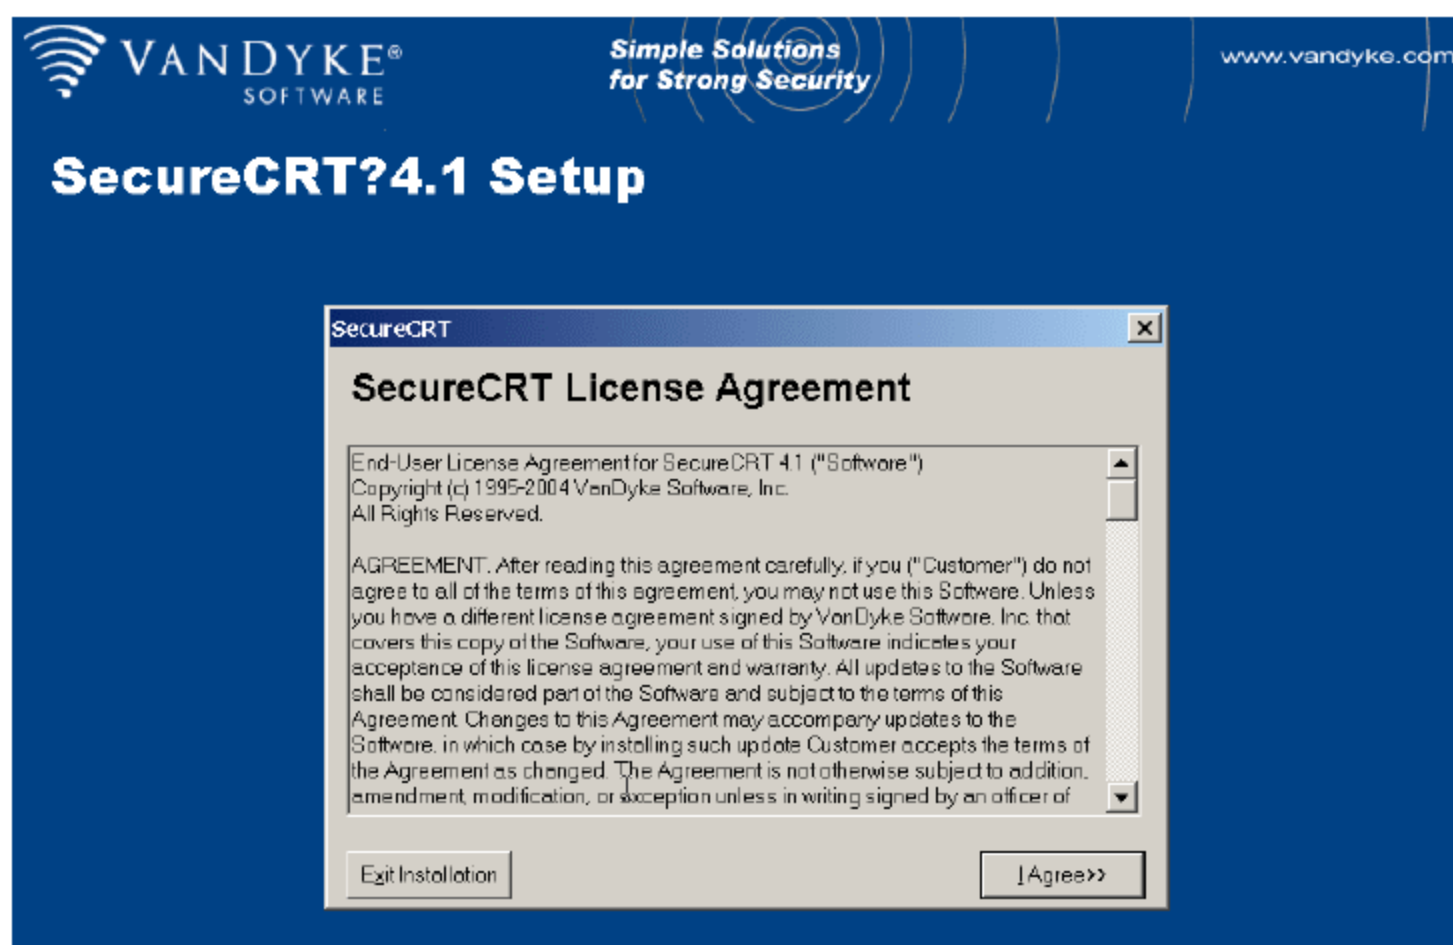 VANDYKE®
SOFTWARE
Simple Solutions
for Strong Security
www.vandyke.com
SecureCRT?4.1 Setup
SecureCRT
SecureCRT License Agreement
End-User License Agreement for SecureCRT 4.1 ("Software")
Copyright (c) 1995-2004 VanDyke Software, Inc.
All Rights Reserved.
AGREEMENT. After reading this agreement carefully, if you ("Customer") do not
agree to all of the terms of this agreement, you may not use this Software. Unless
you have a different license agreement signed by VanDyke Software, Inc. that
covers this copy of the Software, your use of this Software indicates your
acceptance of this license agreement and warranty. All updates to the Software
shall be considered part of the Software and subject to the terms of this
Agreement. Changes to this Agreement may accompany updates to the
Software, in which case by installing such update Customer accepts the terms of
the Agreement as changed. The Agreement is not otherwise subject to addition,
amendment, modification, or exception unless in writing signed by an officer of
Exit Installation
I Agree>>